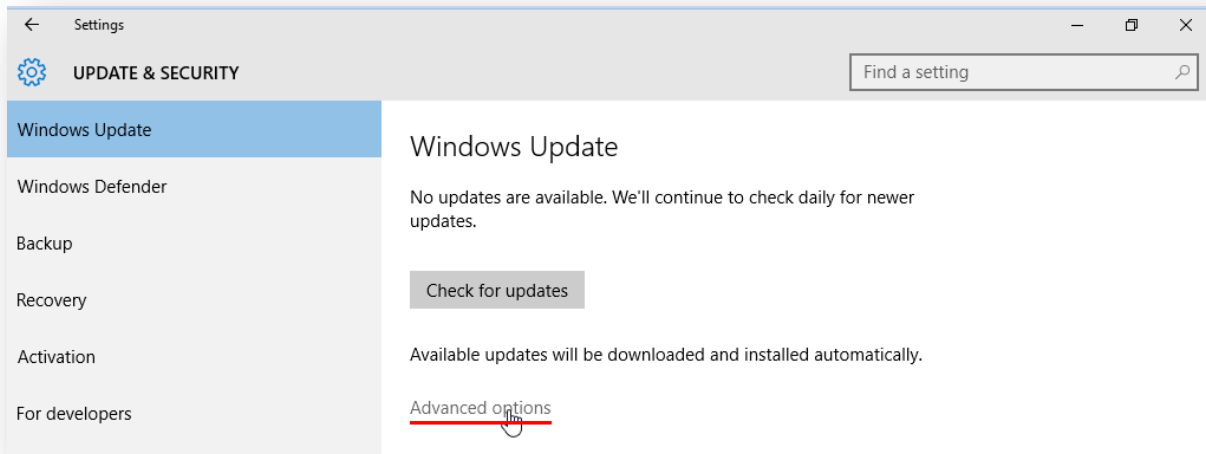 Settings
UPDATE & SECURITY
Find a setting
Windows Update
Windows Defender
Backup
Recovery
Activation
For developers
Windows Update
No updates are available. We'll continue to check daily for newer
updates.
Check for updates
Available updates will be downloaded and installed automatically.
Advanced options